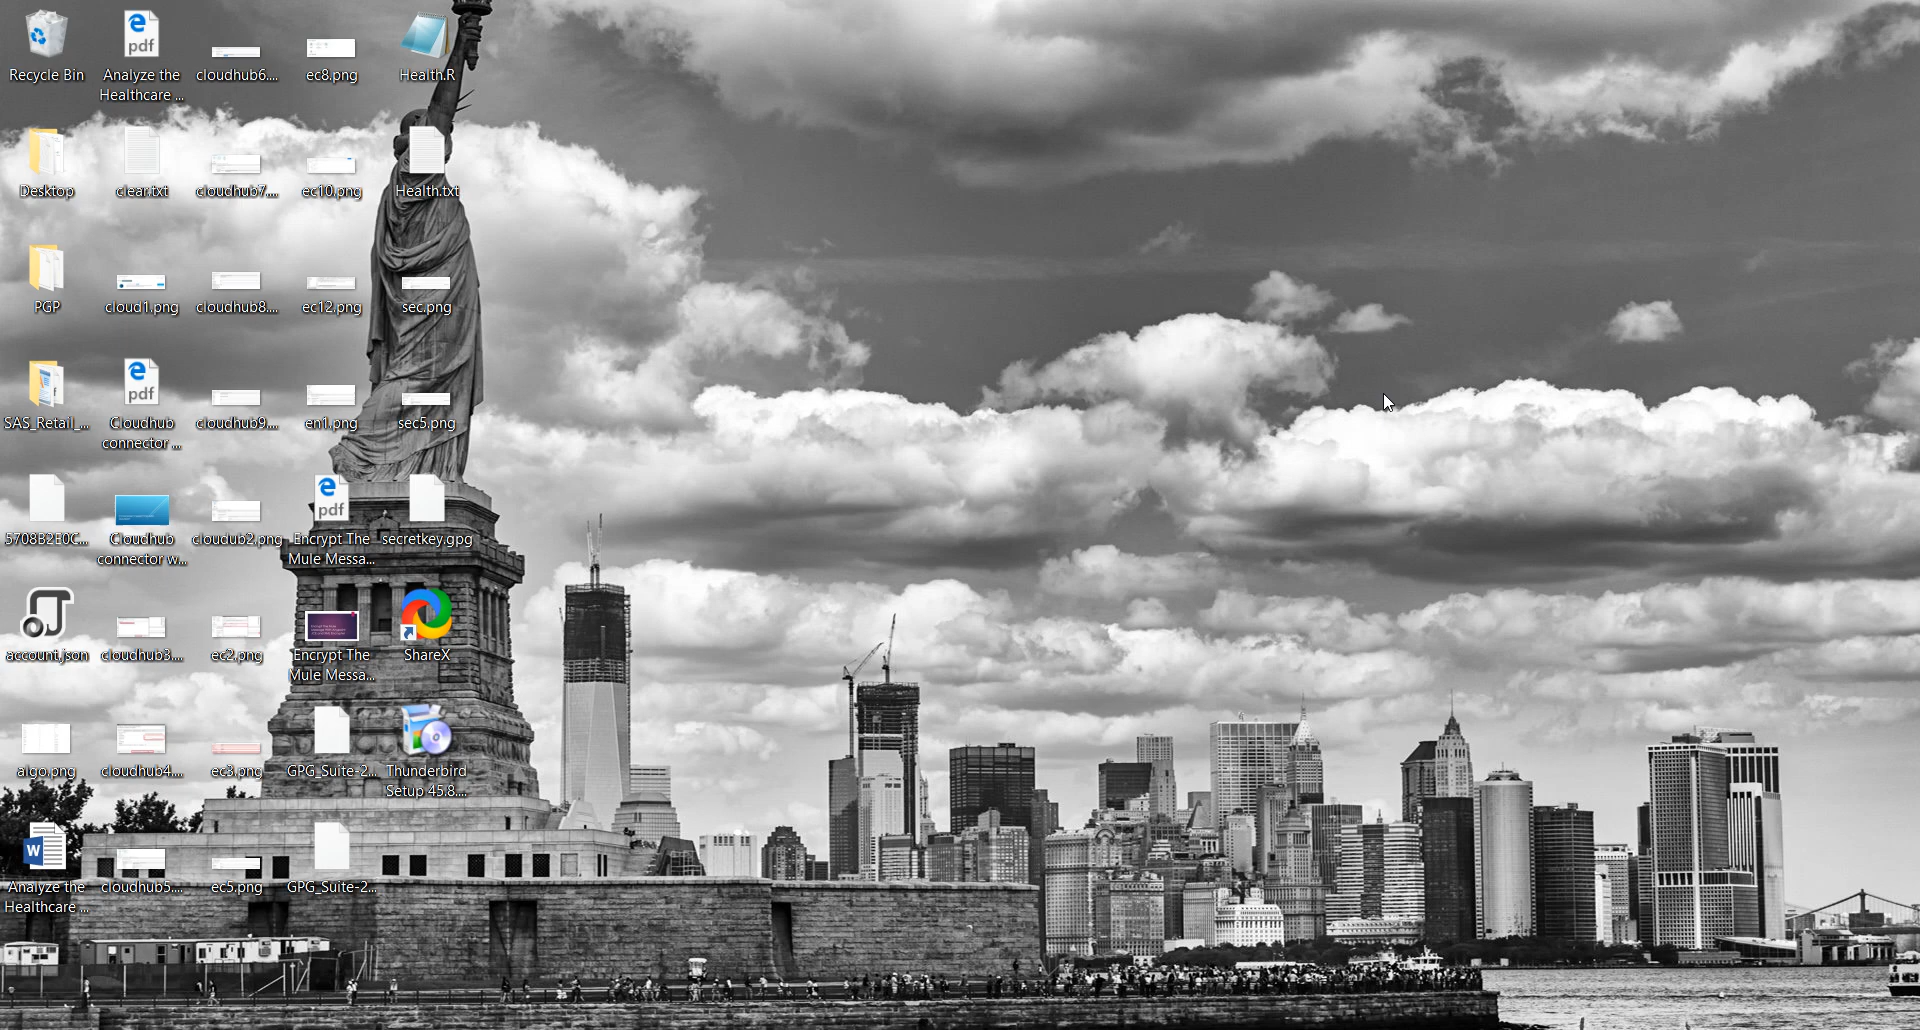 Recycle Bin
Analyze the
Healthcare ...
cloudhub6....
ec8.png
Health.R
Desktop
clear.txt
cloudhub7....
ec10.png
Health.txt
PGP
cloud1.png
cloudhub8....
ec12.png
sec.png
SAS_Retail_...
Cloudhub
connector ...
cloudhub9....
en1.png
sec5.png
5708B2E0C...
Cloudhub
connector w...
cloudub2.png
Encrypt The
Mule Messa...
secretkey.gpg
account.json
cloudhub3....
ec2.png
Encrypt The
Mule Messa...
ShareX
algo.png
cloudhub4....
ec3.png
GPG_Suite-2...
Thunderbird
Setup 45.8....
Analyze the
Healthcare ...
cloudhub5....
ec5.png
GPG_Suite-2...
pdf
pdf
pdf
W